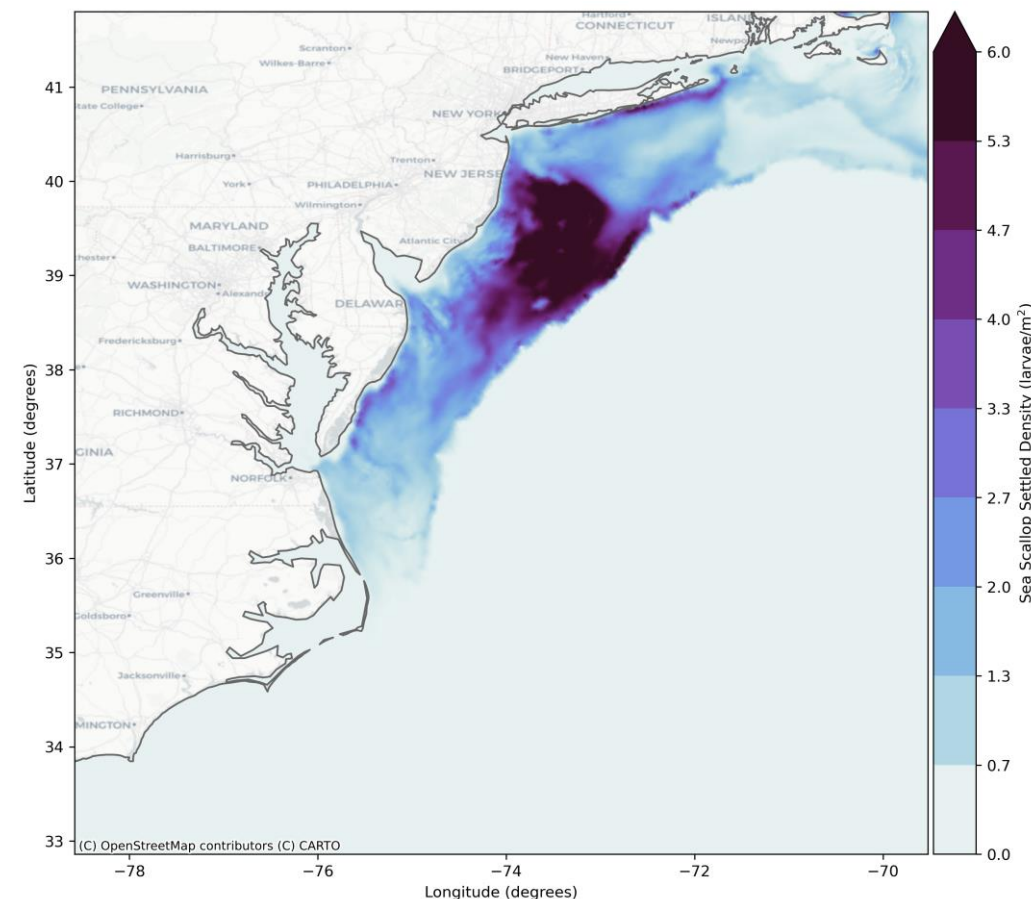 Hartford•
CONNECTICUT
ISLAN
Scranton•
Wilkes-Barre•
New Haven
Newpo
BRIDGEPORT•
PENNSYLVANIA
tate College•
NEW YORK
Harrisburg•
Trenton•
NEW JERSE
York•
PHILADELPHIA•
Wilmington•
MARYLAND
BALTIMORE•
Atlantic City
hester•
WASHINGTON•
•Alexand
DELAWAR
Fredericksburg•
RICHMOND•
GINIA
NORFOLK•
Greenville•
Goldsboro•
Jacksonville•
MINGTON•
(C) OpenStreetMap contributors (C) CARTO
41
40
39
38
37
36
35
34
33
Latitude (degrees)
−78
−76
−74
−72
−70
Longitude (degrees)
6.0
5.3
4.7
4.0
3.3
2.7
2.0
1.3
0.7
0.0
Sea Scallop Settled Density (larvae/m²)